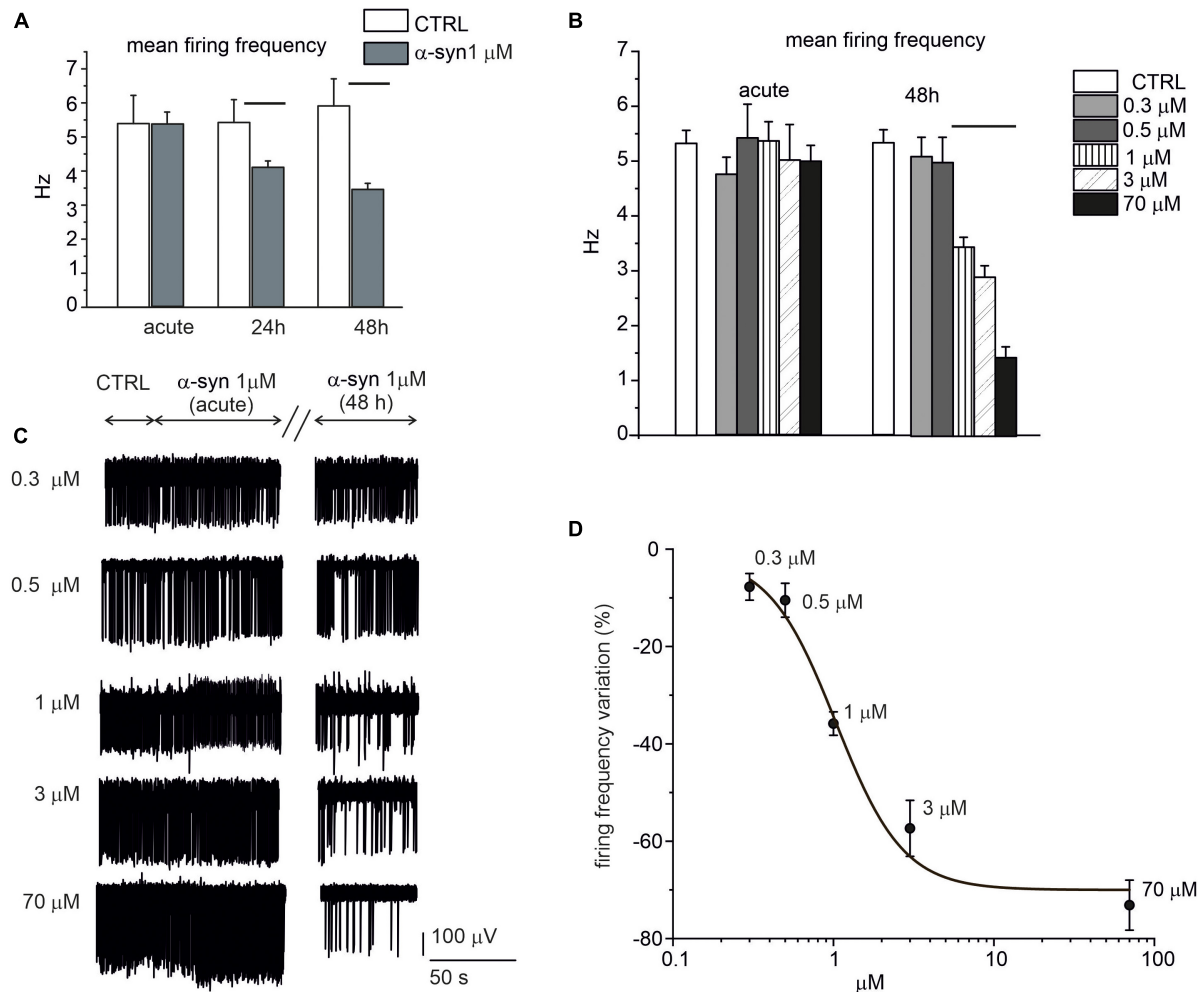 A
mean firing frequency
CTRL
α-syn1 μM
7
6
5
4
3
2
1
0
Hz
acute 24h 48h
B
mean firing frequency
7
6
5
4
3
2
1
0
Hz
acute
48h
CTRL
0.3 μM
0.5 μM
1 μM
3 μM
70 μM
CTRL α-syn 1μM α-syn 1μM
(acute) (48 h)
C
0.3 μM
0.5 μM
1 μM
3 μM
70 μM
100 μV
50 s
D
0
-20
-40
-60
-80
firing frequency variation (%)
0.3 μM
0.5 μM
1 μM
3 μM
70 μM
0.1 1 10 100
μM